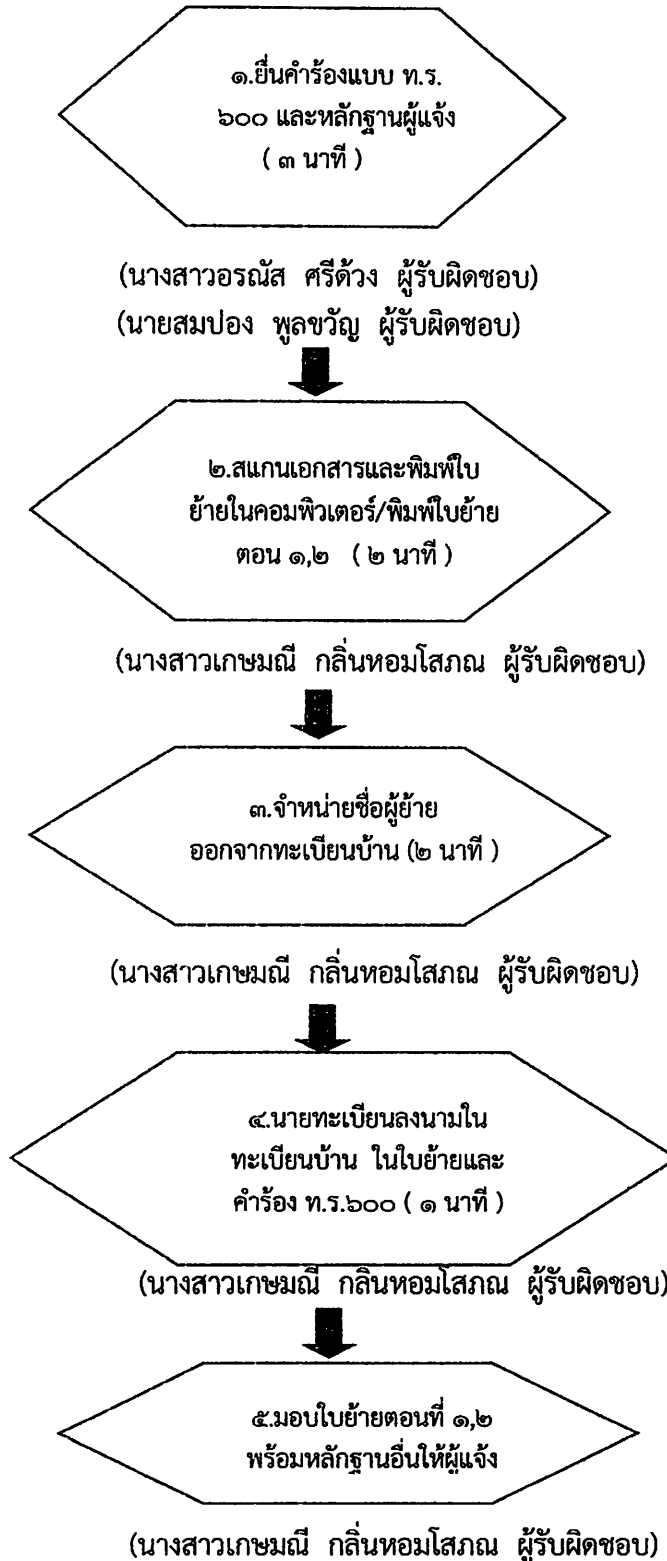 ๑.ยื่นคำร้องแบบ ท.ร.
๖๐๐ และหลักฐานผู้แจ้ง
( ๓ นาที )
(นางสาวอรณัส ศรีด้วง ผู้รับผิดชอบ)
(นายสมปอง พูลขวัญ ผู้รับผิดชอบ)
๒.สแกนเอกสารและพิมพ์ใบ
ย้ายในคอมพิวเตอร์/พิมพ์ใบย้าย
ตอน ๑,๒ ( ๒ นาที )
(นางสาวเกษมณี กลิ่นหอมโสภณ ผู้รับผิดชอบ)
๓.จำหน่ายชื่อผู้ย้าย
ออกจากทะเบียนบ้าน (๒ นาที )
(นางสาวเกษมณี กลิ่นหอมโสภณ ผู้รับผิดชอบ)
๔.นายทะเบียนลงนามใน
ทะเบียนบ้าน ในใบย้ายและ
คำร้อง ท.ร.๖๐๐ ( ๑ นาที )
(นางสาวเกษมณี กลิ่นหอมโสภณ ผู้รับผิดชอบ)
๕.มอบใบย้ายตอนที่ ๑,๒
พร้อมหลักฐานอื่นให้ผู้แจ้ง
(นางสาวเกษมณี กลิ่นหอมโสภณ ผู้รับผิดชอบ)